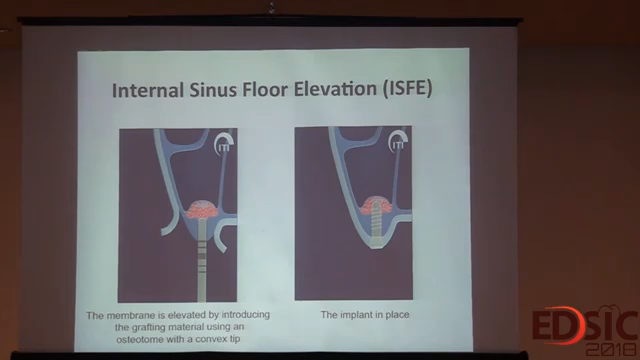 Internal Sinus Floor Elevation (ISFE)
ITI
ITI
The membrane is elevated by introducing
the grafting material using an
osteotome with a convex tip
The implant in place
EDSIC
2018